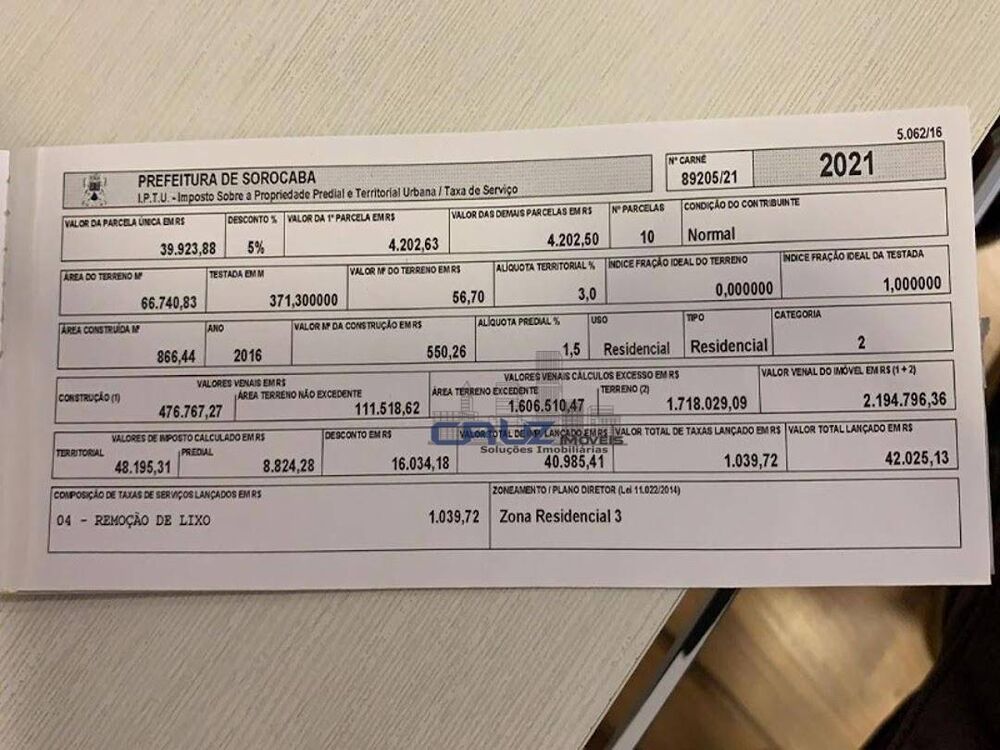 5.062/16
PREFEITURA DE SOROCABA
I.P.T.U. - Imposto Sobre a Propriedade Predial e Territorial Urbana / Taxa de Serviço
Nº CARNÊ
89205/21
2021
VALOR DA PARCELA ÚNICA EM R$ DESCONTO % VALOR DA 1ª PARCELA EM R$ VALOR DAS DEMAIS PARCELAS EM R$ Nº PARCELAS CONDIÇÃO DO CONTRIBUINTE
39.923,88 5% 4.202,63 4.202,50 10 Normal
ÁREA DO TERRENO M² TESTADA EM M VALOR M² DO TERRENO EM R$ ALÍQUOTA TERRITORIAL % ÍNDICE FRAÇÃO IDEAL DO TERRENO ÍNDICE FRAÇÃO IDEAL DA TESTADA
66.740,83 371,300000 56,70 3,0 0,000000 1,000000
ÁREA CONSTRUÍDA M² ANO VALOR M² DA CONSTRUÇÃO EM R$ ALÍQUOTA PREDIAL % USO TIPO CATEGORIA
866,44 2016 550,26 1,5 Residencial Residencial 2
VALORES VENAIS EM R$ VALORES VENAIS CÁLCULOS EXCESSO EM R$ VALOR VENAL DO IMÓVEL EM R$ (1 + 2)
CONSTRUÇÃO (1) ÁREA TERRENO NÃO EXCEDENTE ÁREA TERRENO EXCEDENTE TERRENO (2)
476.767,27 111.518,62 1.606.510,47 1.718.029,09 2.194.796,36
VALORES DE IMPOSTO CALCULADO EM R$ DESCONTO EM R$ VALOR TOTAL DE IMP LANÇADO EM R$ VALOR TOTAL DE TAXAS LANÇADO EM R$ VALOR TOTAL LANÇADO EM R$
TERRITORIAL PREDIAL
48.195,31 8.824,28 16.034,18 40.985,41 1.039,72 42.025,13
CAUZ IMÓVEIS
Soluções Imobiliárias
COMPOSIÇÃO DE TAXAS DE SERVIÇOS LANÇADOS EM R$ ZONEAMENTO / PLANO DIRETOR (Lei 11.022/2014)
04 - REMOÇÃO DE LIXO 1.039,72 Zona Residencial 3